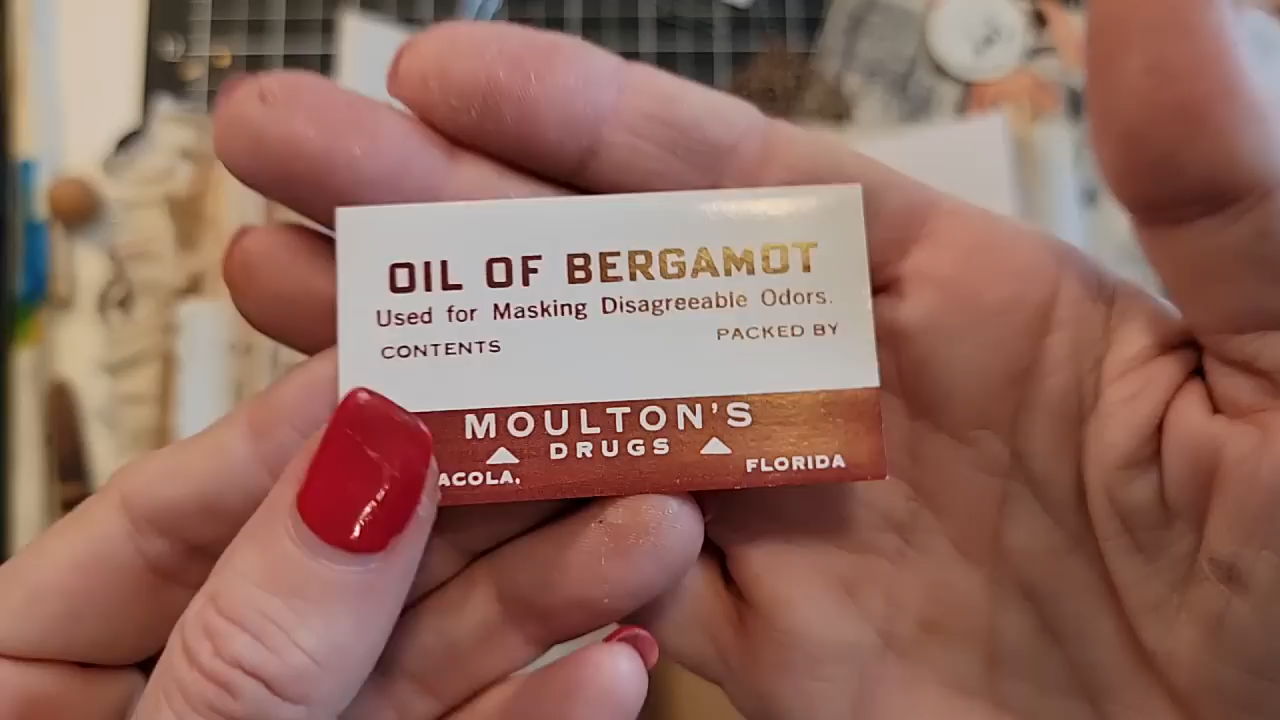 OIL OF BERGAMOT
Used for Masking Disagreeable Odors.
CONTENTS
PACKED BY
MOULTON'S
DRUGS
ACOLA,
FLORIDA